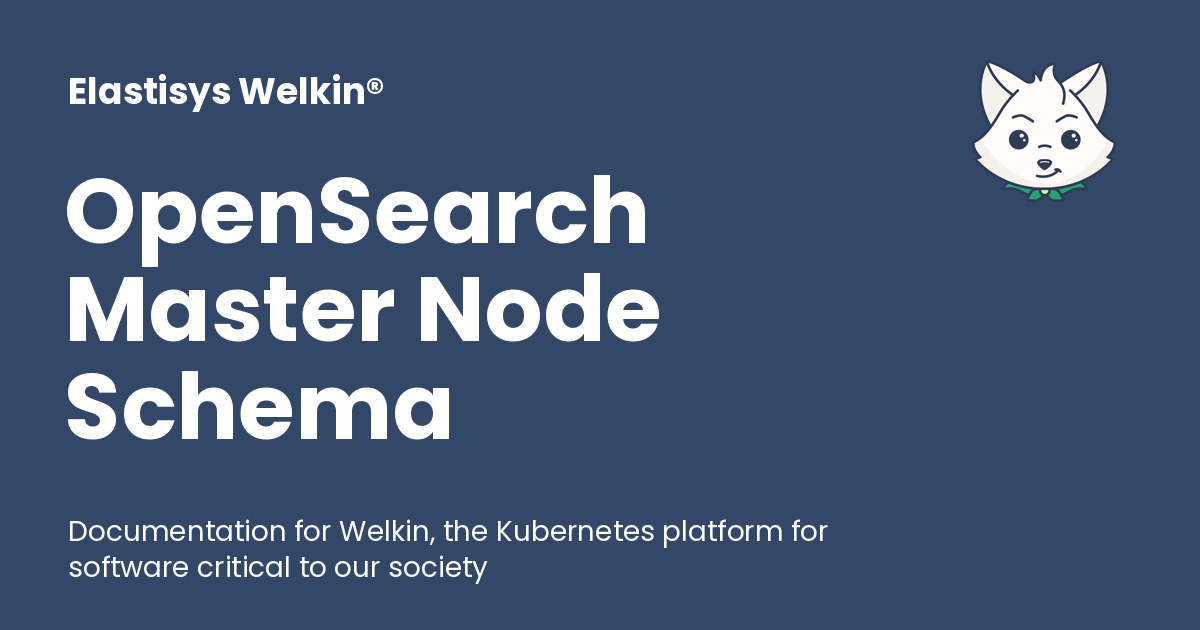 Elastisys Welkin®
OpenSearch
Master Node
Schema
Documentation for Welkin, the Kubernetes platform for
software critical to our society